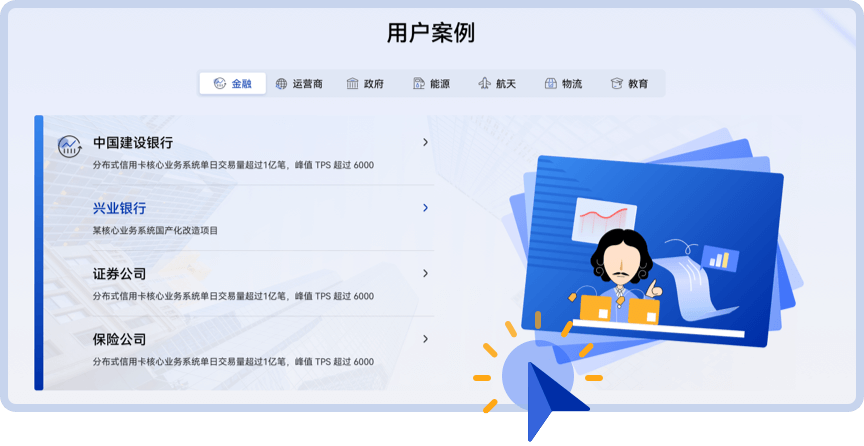 用户案例
金融 运营商 政府 能源 航天 物流 教育
中国建设银行
分布式信用卡核心业务系统单日交易量超过1亿笔，峰值 TPS 超过 6000
兴业银行
某核心业务系统国产化改造项目
证券公司
分布式信用卡核心业务系统单日交易量超过1亿笔，峰值 TPS 超过 6000
保险公司
分布式信用卡核心业务系统单日交易量超过1亿笔，峰值 TPS 超过 6000